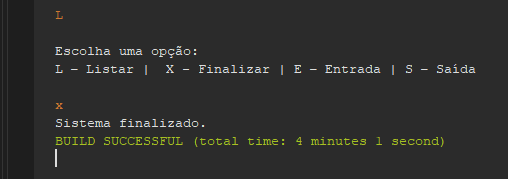 L
Escolha uma opção:
L - Listar |  X - Finalizar | E - Entrada | S - Saída
x
Sistema finalizado.
BUILD SUCCESSFUL (total time: 4 minutes 1 second)